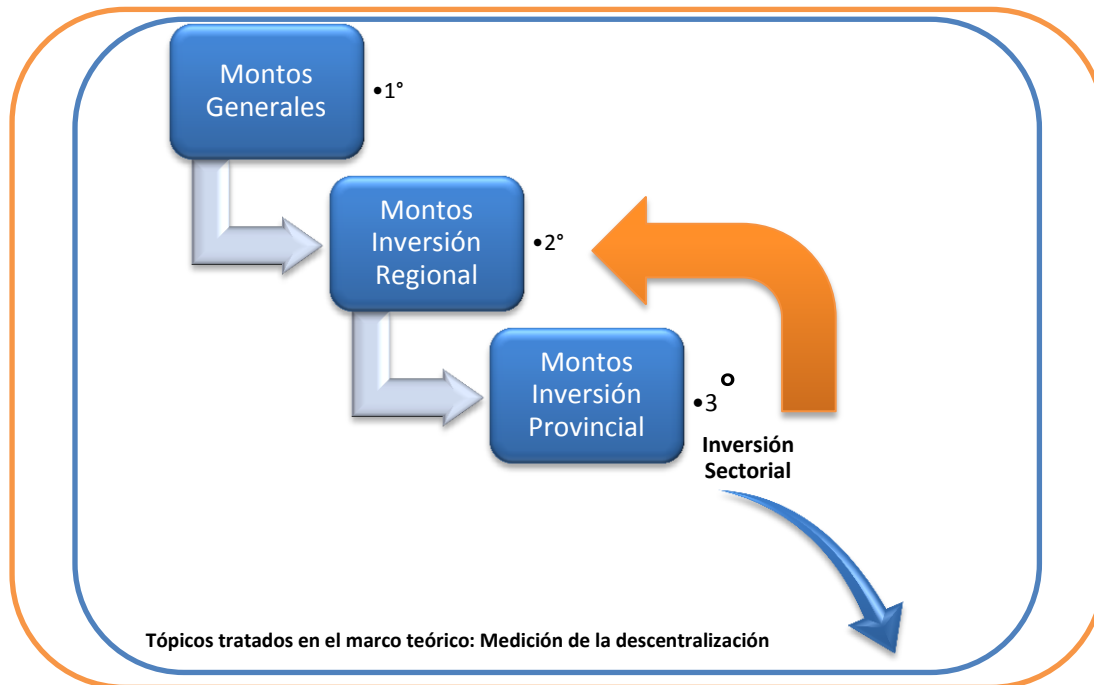 Montos
Generales
•1°
Montos
Inversión
Regional
•2°
Montos
Inversión
Provincial
•3°
Inversión
Sectorial
Tópicos tratados en el marco teórico: Medición de la descentralización